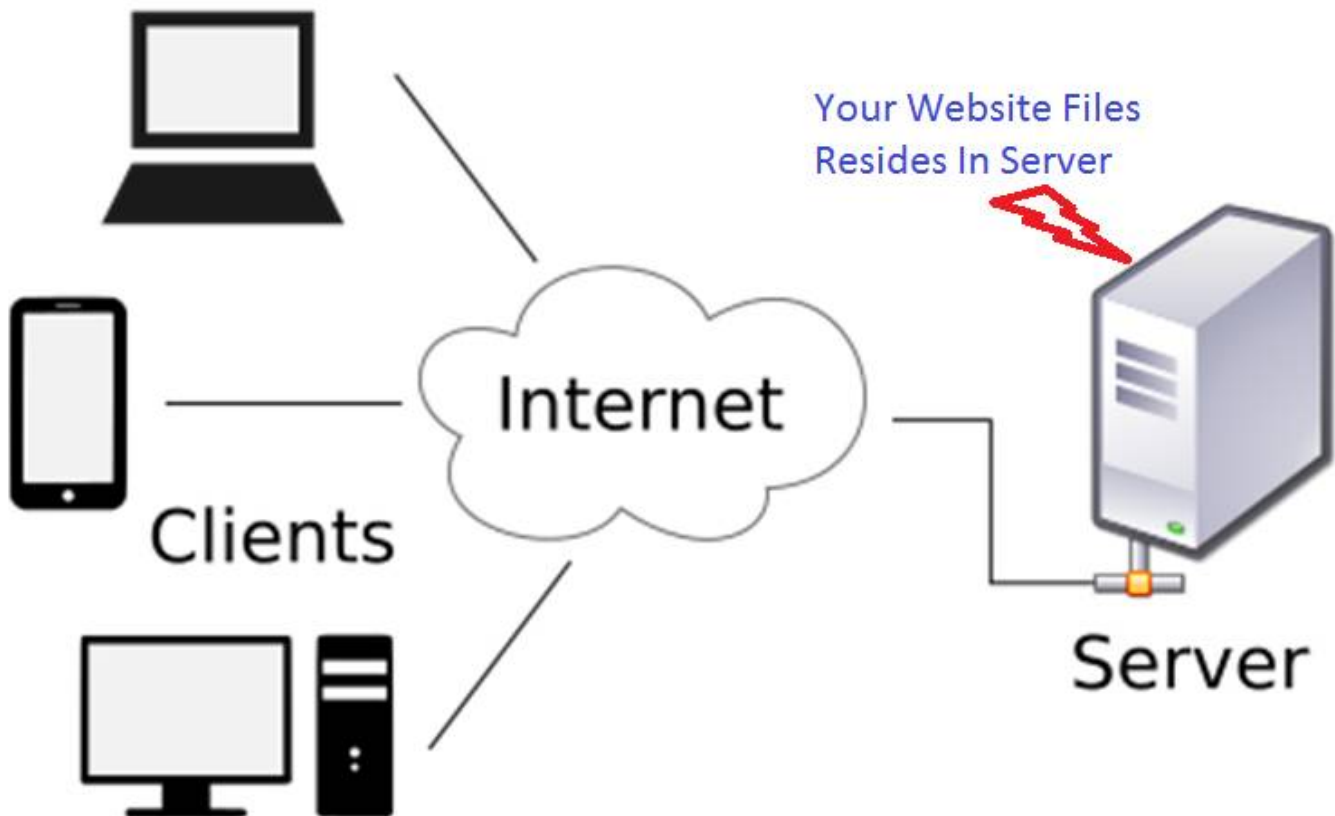 Your Website Files
Resides In Server
Internet
Clients
Server